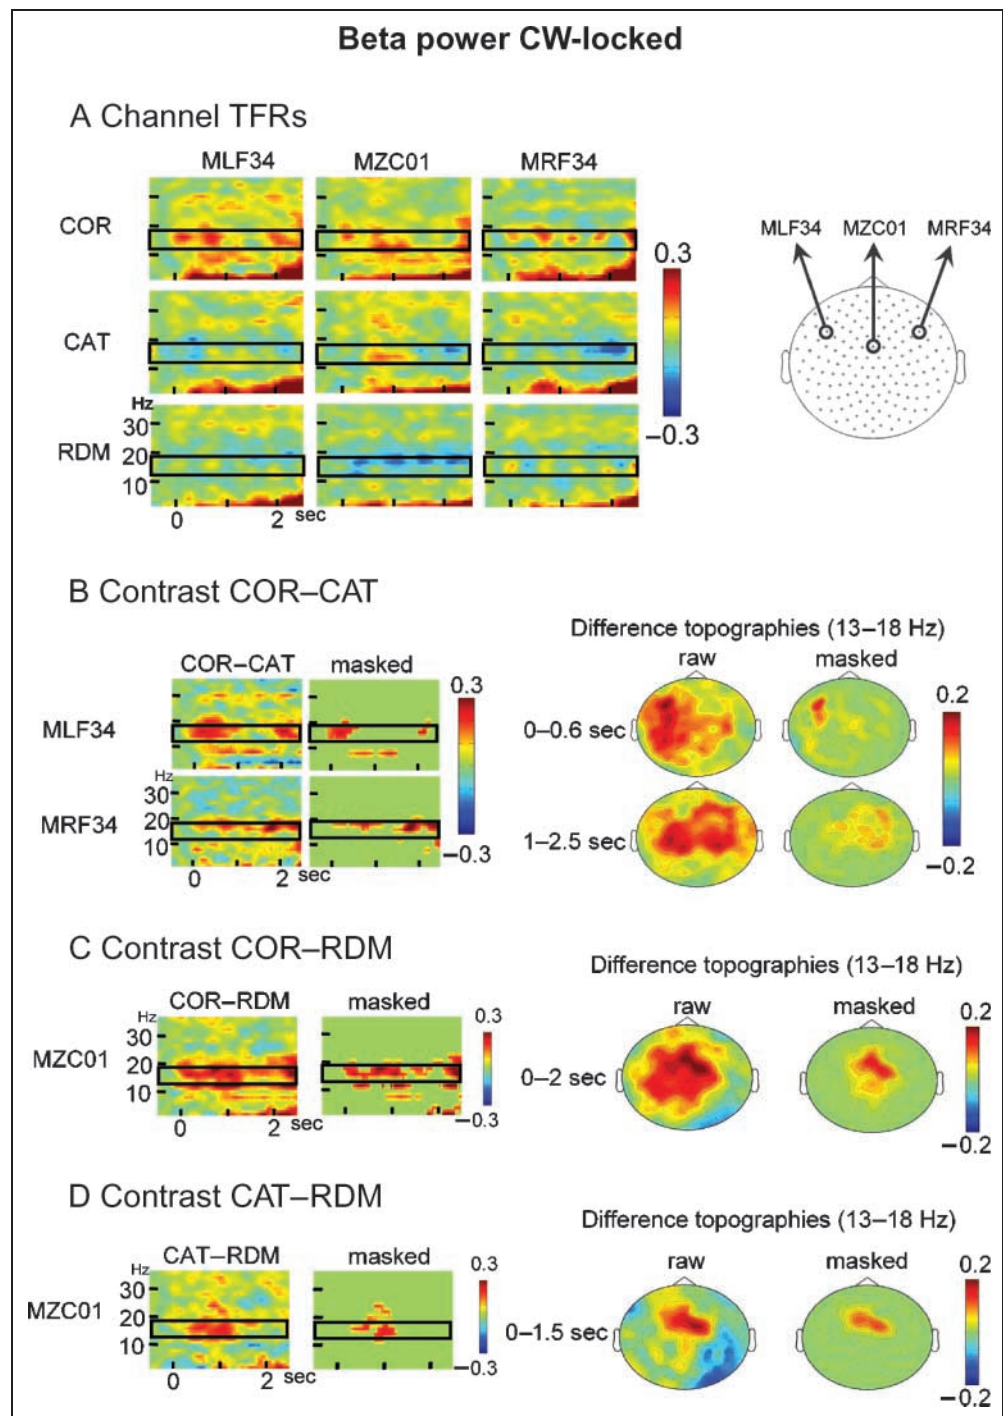 Beta power CW-locked
A Channel TFRs
MLF34 MZC01 MRF34
COR
CAT
RDM
Hz
30
20
10
0 2 sec
0.3
−0.3
MLF34 MZC01 MRF34
B Contrast COR–CAT
COR–CAT masked
MLF34
MRF34
Hz
30
20
10
0 2 sec
0.3
−0.3
Difference topographies (13–18 Hz)
raw masked
0–0.6 sec
1–2.5 sec
0.2
−0.2
C Contrast COR–RDM
COR–RDM masked
MZC01
Hz
30
20
10
0 2 sec
0.3
−0.3
Difference topographies (13–18 Hz)
raw masked
0–2 sec
0.2
−0.2
D Contrast CAT–RDM
CAT–RDM masked
MZC01
Hz
30
20
10
0 2 sec
0.3
−0.3
Difference topographies (13–18 Hz)
raw masked
0–1.5 sec
0.2
−0.2